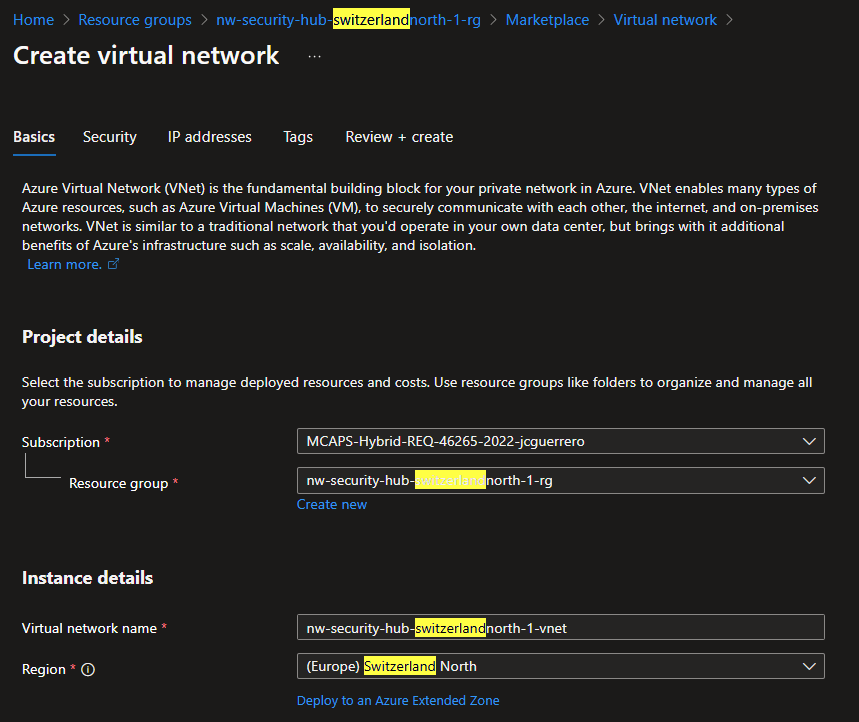 Home > Resource groups > nw-security-hub-switzerlandnorth-1-rg > Marketplace > Virtual network >
Create virtual network ...
Basics Security IP addresses Tags Review + create
Azure Virtual Network (VNet) is the fundamental building block for your private network in Azure. VNet enables many types of
Azure resources, such as Azure Virtual Machines (VM), to securely communicate with each other, the internet, and on-premises
networks. VNet is similar to a traditional network that you'd operate in your own data center, but brings with it additional
benefits of Azure's infrastructure such as scale, availability, and isolation.
Learn more.
Project details
Select the subscription to manage deployed resources and costs. Use resource groups like folders to organize and manage all
your resources.
Subscription * MCAPS-Hybrid-REQ-46265-2022-jcguerrero
Resource group * nw-security-hub-switzerlandnorth-1-rg
Create new
Instance details
Virtual network name * nw-security-hub-switzerlandnorth-1-vnet
Region * (Europe) Switzerland North
Deploy to an Azure Extended Zone